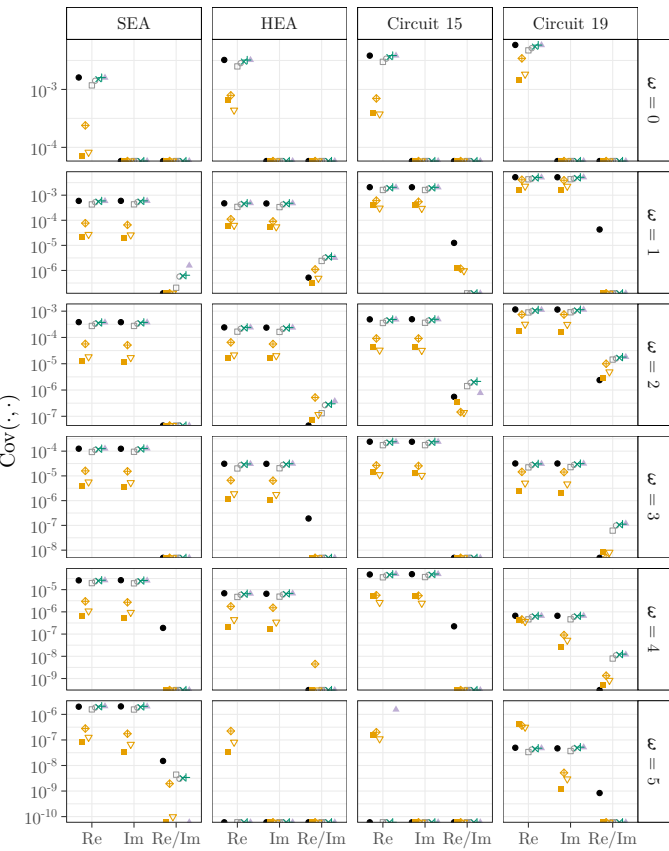 SEA HEA Circuit 15 Circuit 19
10⁻³
10⁻⁴
ω = 0
10⁻³
10⁻⁴
10⁻⁵
10⁻⁶
ω = 1
10⁻³
10⁻⁴
10⁻⁵
10⁻⁶
10⁻⁷
ω = 2
Cov(·, ·)
10⁻⁴
10⁻⁵
10⁻⁶
10⁻⁷
10⁻⁸
ω = 3
10⁻⁵
10⁻⁶
10⁻⁷
10⁻⁸
10⁻⁹
ω = 4
10⁻⁶
10⁻⁷
10⁻⁸
10⁻⁹
10⁻¹⁰
ω = 5
Re Im Re/Im Re Im Re/Im Re Im Re/Im Re Im Re/Im